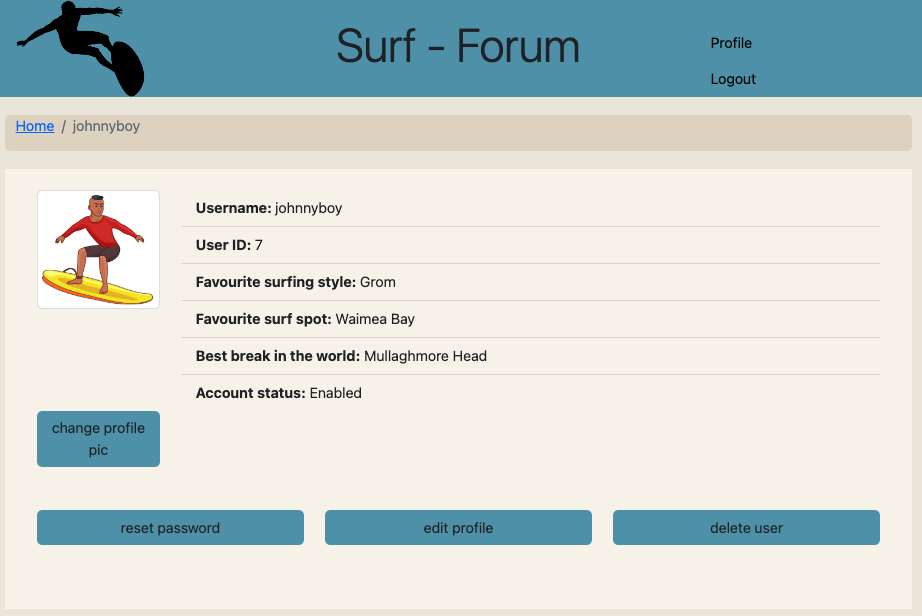 Surf - Forum
Profile
Logout
Home / johnnyboy
Username: johnnyboy
User ID: 7
Favourite surfing style: Grom
Favourite surf spot: Waimea Bay
Best break in the world: Mullaghmore Head
Account status: Enabled
change profile
pic
reset password
edit profile
delete user